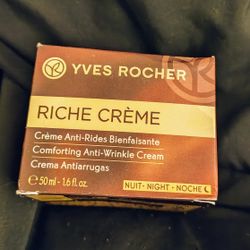 YVES ROCHER
RICHE CRÈME
Crème Anti-Rides Bienfaisante
Comforting Anti-Wrinkle Cream
Crema Antiarrugas
e 50 ml - 1.6 fl. oz.
NUIT • NIGHT • NOCHE